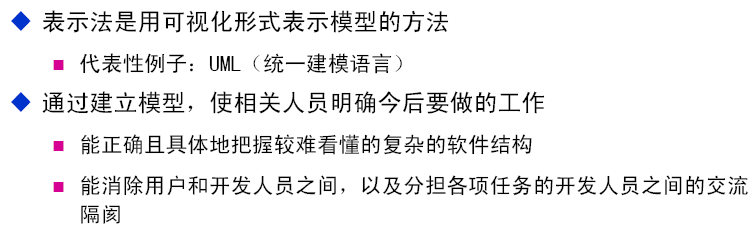 表示法是用可视化形式表示模型的方法
代表性例子：UML（统一建模语言）
通过建立模型，使相关人员明确今后要做的工作
能正确且具体地把握较难看懂的复杂的软件结构
能消除用户和开发人员之间，以及分担各项任务的开发人员之间的交流
隔阂